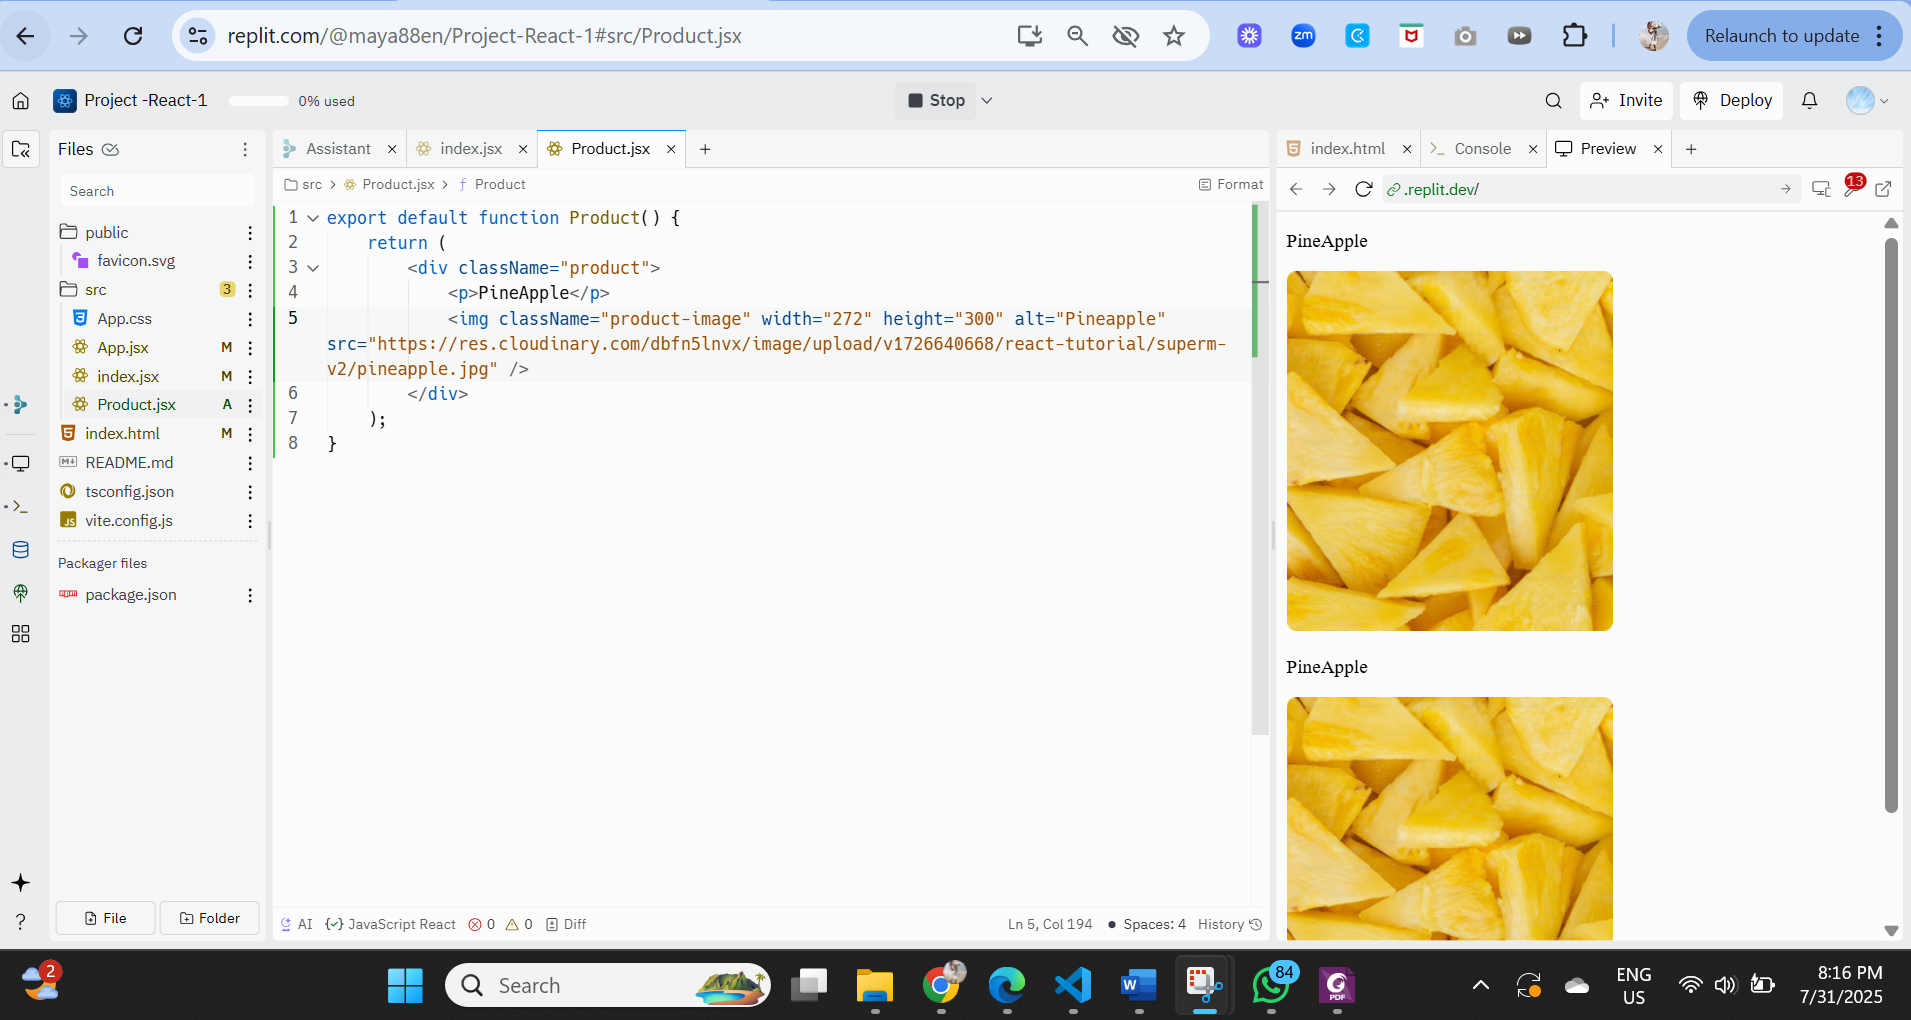 replit.com/@maya88en/Project-React-1#src/Product.jsx
zm
Relaunch to update
Project -React-1
0% used
Stop
Invite
Deploy
Files
Assistant
index.jsx
Product.jsx
index.html
Console
Preview
Search
src
Product.jsx
Product
Format
.replit.dev/
13
public
favicon.svg
src
3
App.css
App.jsx
M
index.jsx
M
Product.jsx
A
index.html
M
README.md
tsconfig.json
JS
vite.config.js
Packager files
package.json
File
Folder
1 export default function Product() {
2 return (
3 <div className="product">
4 <p>PineApple</p>
5 <img className="product-image" width="272" height="300" alt="Pineapple"
src="https://res.cloudinary.com/dbfn5lnvx/image/upload/v1726640668/react-tutorial/superm-
v2/pineapple.jpg" />
6 </div>
7 );
8 }
PineApple
PineApple
AI
JavaScript React
0
0
Diff
Ln 5, Col 194
Spaces: 4
History
2
Search
84
PDF
ENG
US
8:16 PM
7/31/2025